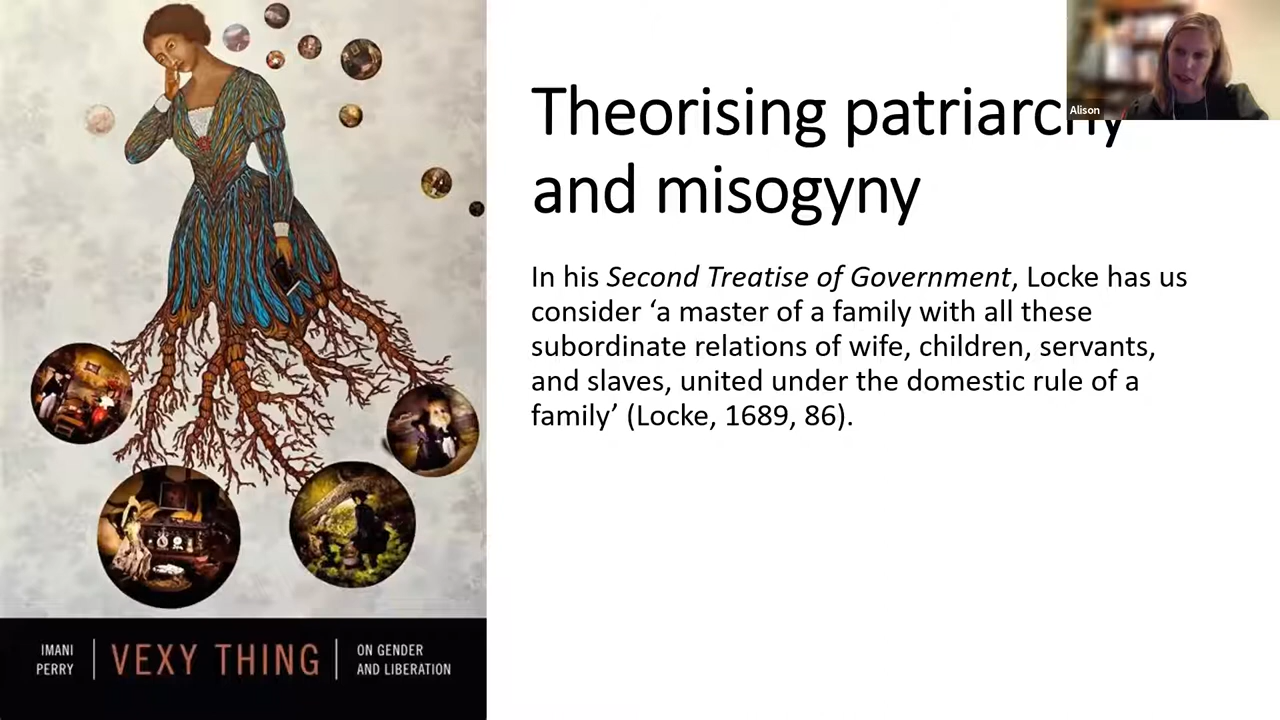 Theorising patriarchy
and misogyny
Alison
In his Second Treatise of Government, Locke has us
consider ‘a master of a family with all these
subordinate relations of wife, children, servants,
and slaves, united under the domestic rule of a
family’ (Locke, 1689, 86).
IMANI
PERRY
VEXY THING
ON GENDER
AND LIBERATION